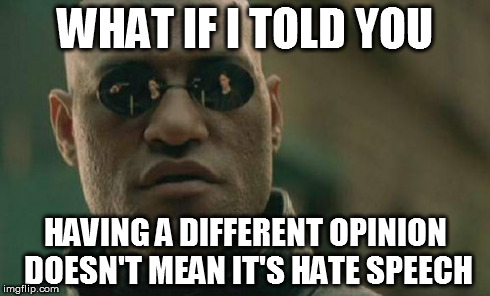 WHAT IF I TOLD YOU
HAVING A DIFFERENT OPINION
DOESN'T MEAN IT'S HATE SPEECH
imgflip.com